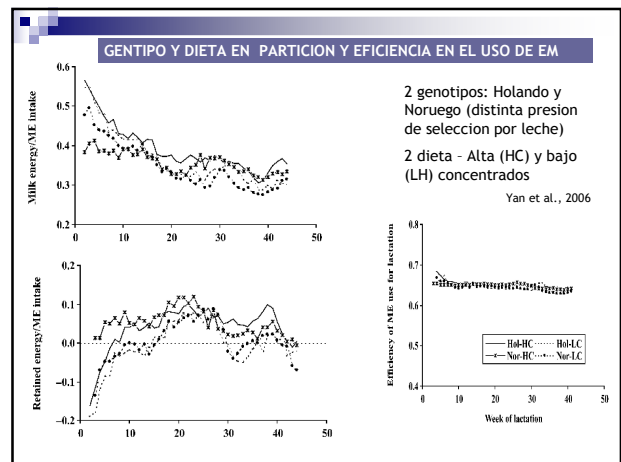 GENTIPO Y DIETA EN PARTICION Y EFICIENCIA EN EL USO DE EM
Milk energy/ME intake
0.6
0.5
0.4
0.3
0.2
0 10 20 30 40 50
2 genotipos: Holando y
Noruego (distinta presion
de seleccion por leche)
2 dieta - Alta (HC) y bajo
(LH) concentrados
Yan et al., 2006
Retained energy/ME intake
0.2
0.1
0.0
−0.1
−0.2
0 10 20 30 40 50
Efficiency of ME use for lactation
0.8
0.7
0.6
0.5
0.4
Hol-HC Hol-LC
Nor-HC Nor-LC
0 10 20 30 40 50
Week of lactation